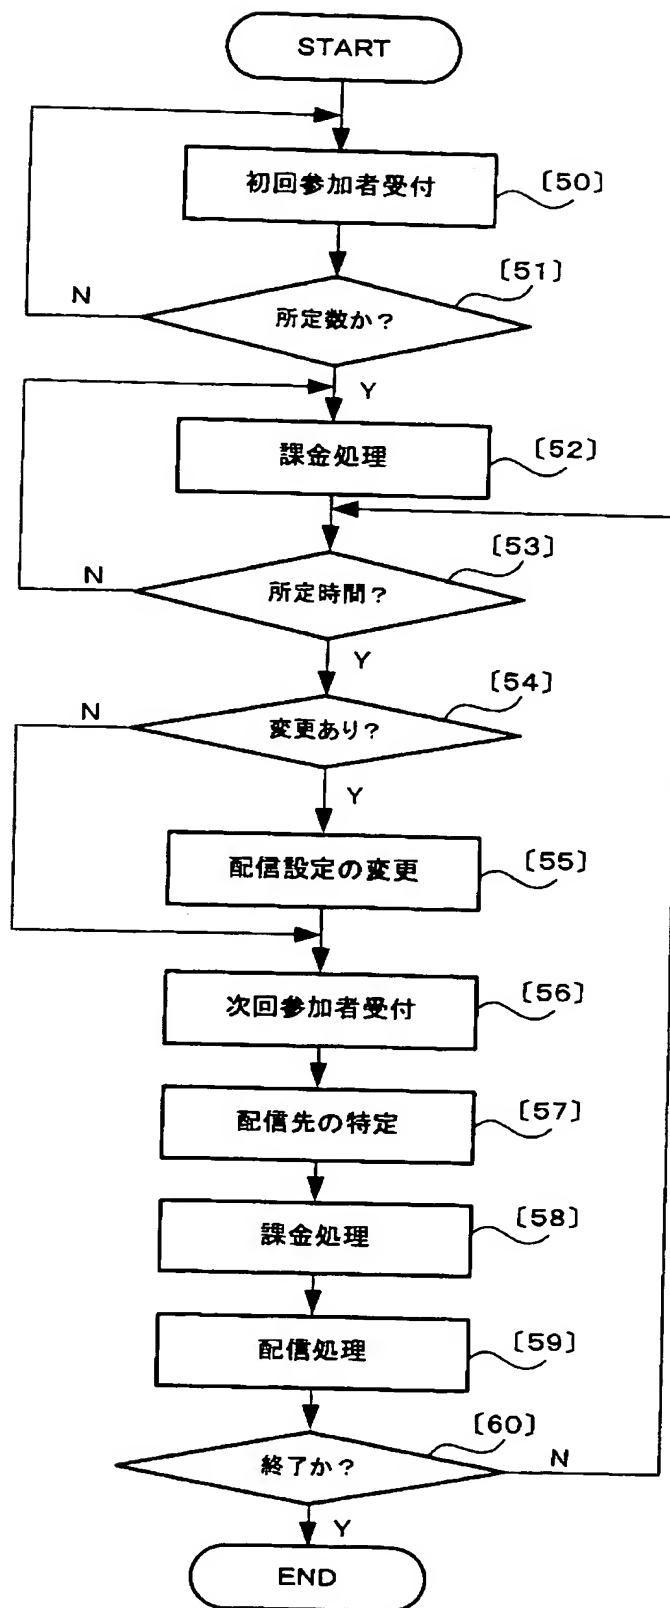 START
初回参加者受付
〔50〕
〔51〕
所定数か？
N
Y
課金処理
〔52〕
〔53〕
所定時間？
N
Y
〔54〕
変更あり？
N
Y
配信設定の変更
〔55〕
次回参加者受付
〔56〕
配信先の特定
〔57〕
課金処理
〔58〕
配信処理
〔59〕
〔60〕
終了か？
N
Y
END